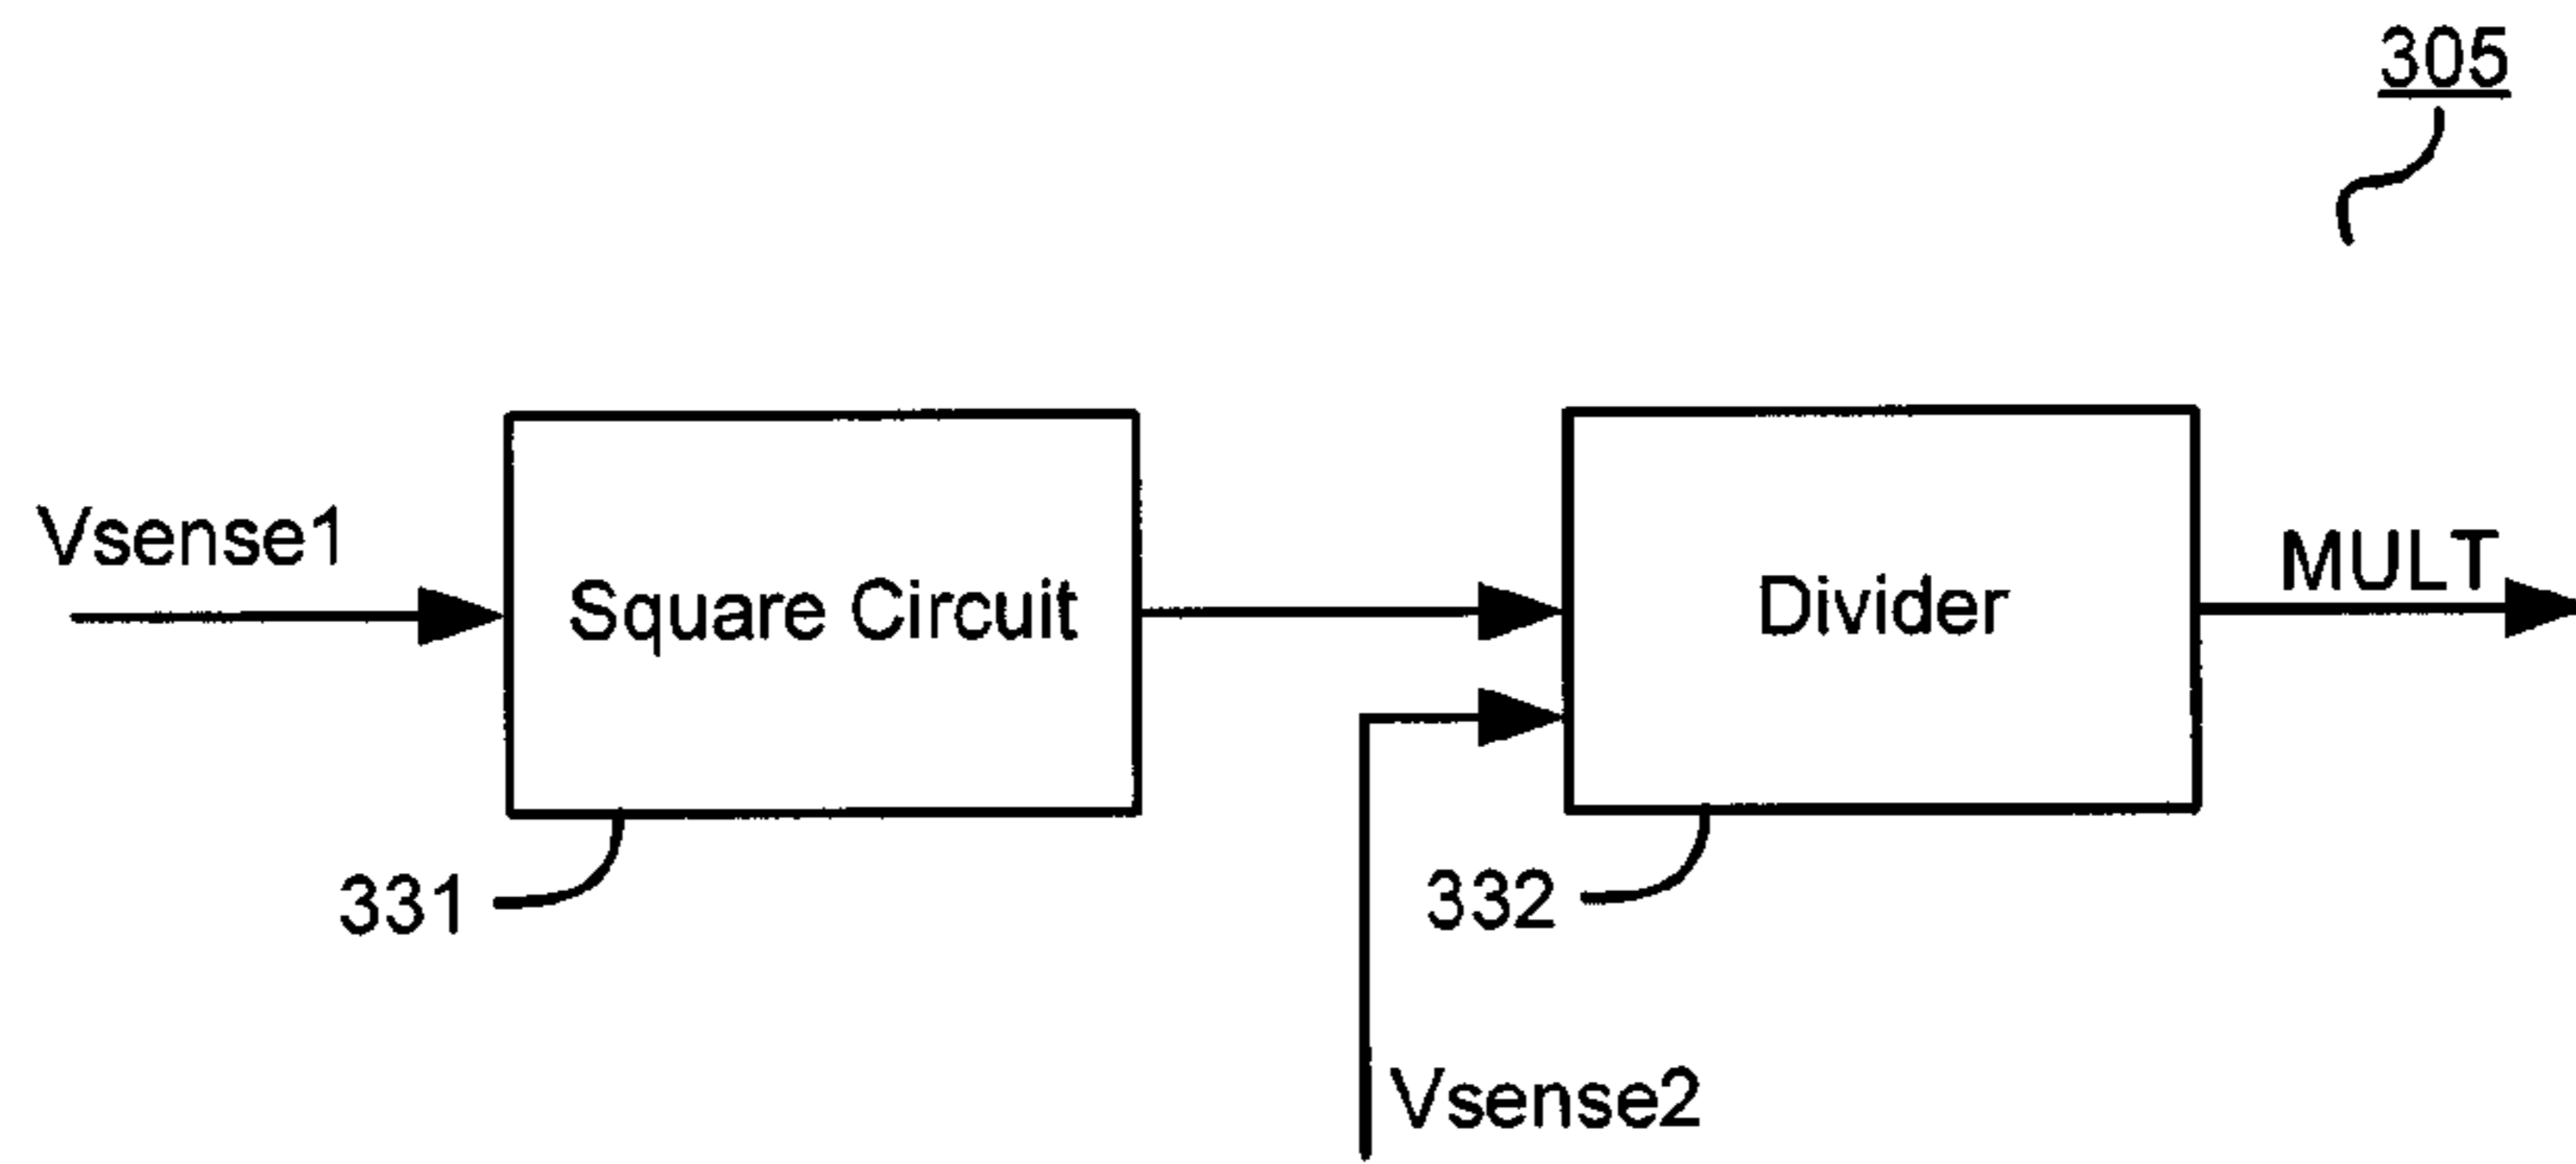 305
Vsense1
Square Circuit
Divider
MULT
331
332
Vsense2